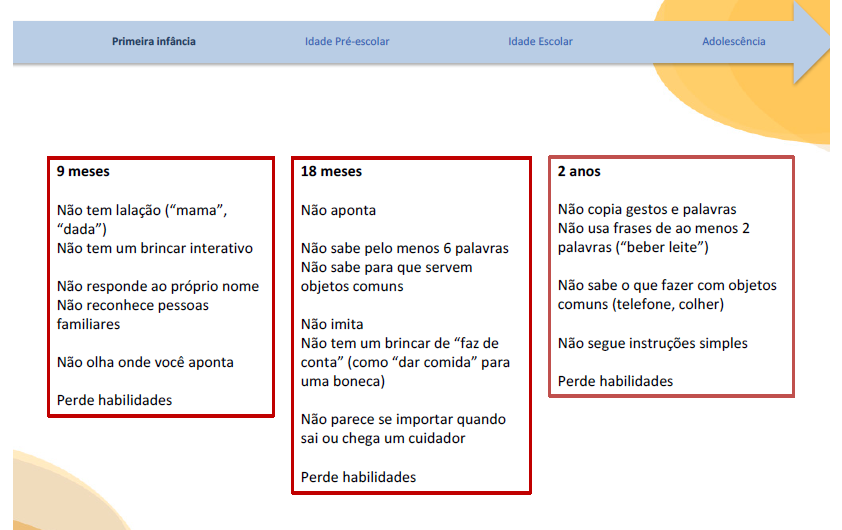 Primeira infância
Idade Pré-escolar
Idade Escolar
Adolescência
9 meses
Não tem lalação (“mama”,
“dada”)
Não tem um brincar interativo
Não responde ao próprio nome
Não reconhece pessoas
familiares
Não olha onde você aponta
Perde habilidades
18 meses
Não aponta
Não sabe pelo menos 6 palavras
Não sabe para que servem
objetos comuns
Não imita
Não tem um brincar de “faz de
conta” (como “dar comida” para
uma boneca)
Não parece se importar quando
sai ou chega um cuidador
Perde habilidades
2 anos
Não copia gestos e palavras
Não usa frases de ao menos 2
palavras (“beber leite”)
Não sabe o que fazer com objetos
comuns (telefone, colher)
Não segue instruções simples
Perde habilidades